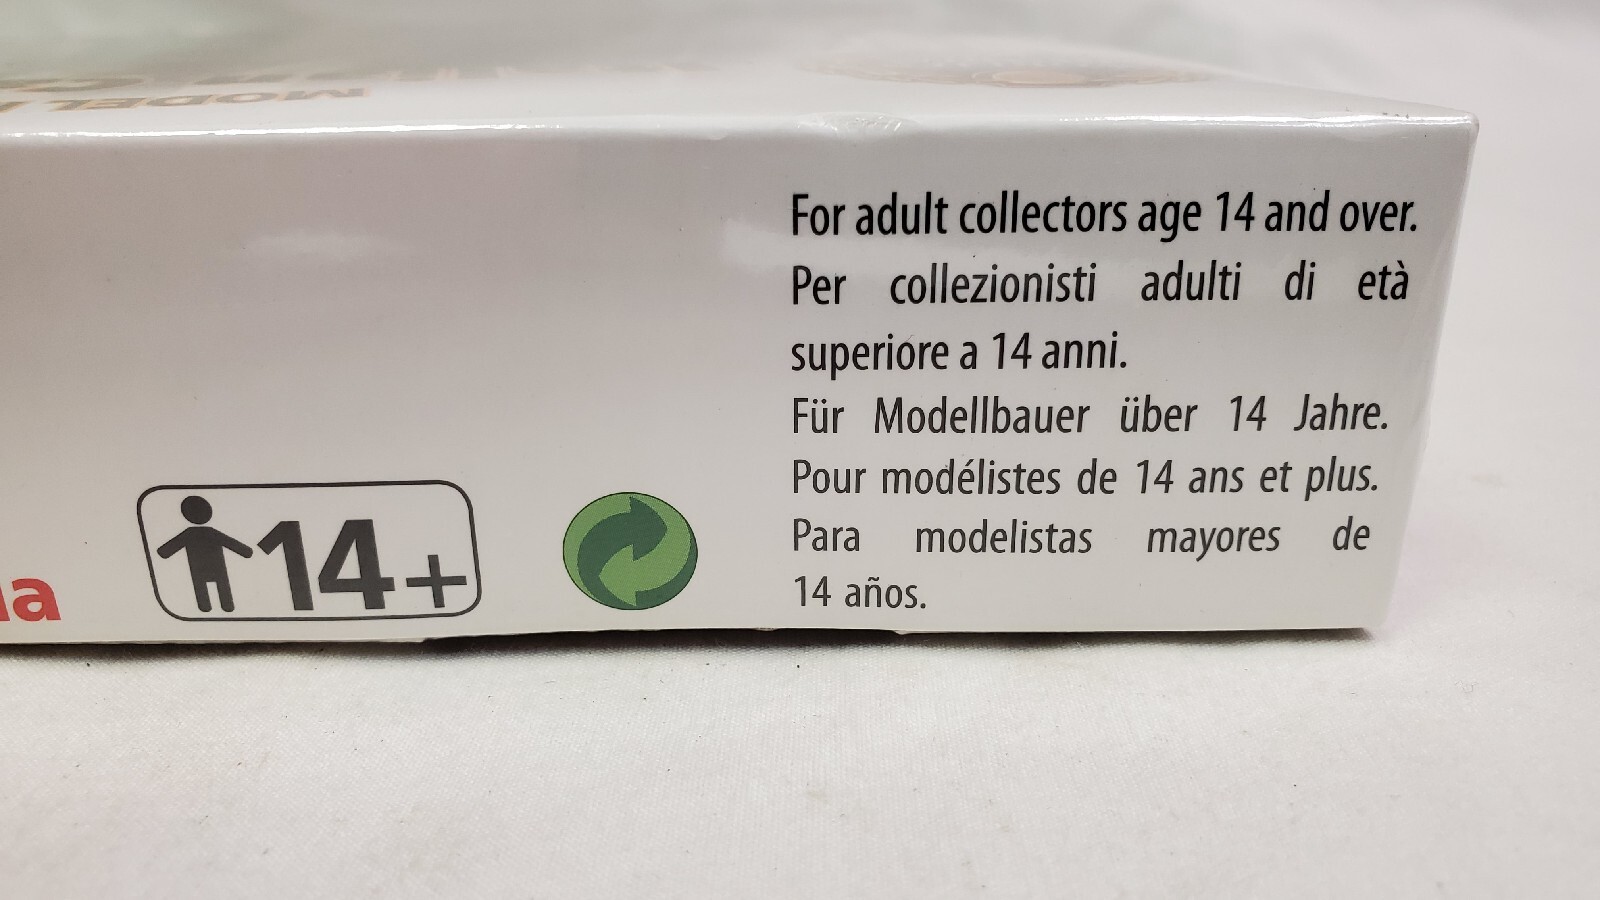 MODEL
For adult collectors age 14 and over.
Per collezionisti adulti di età
superiore a 14 anni.
Für Modellbauer über 14 Jahre.
Pour modélistes de 14 ans et plus.
Para modelistas mayores de
14 años.
14+